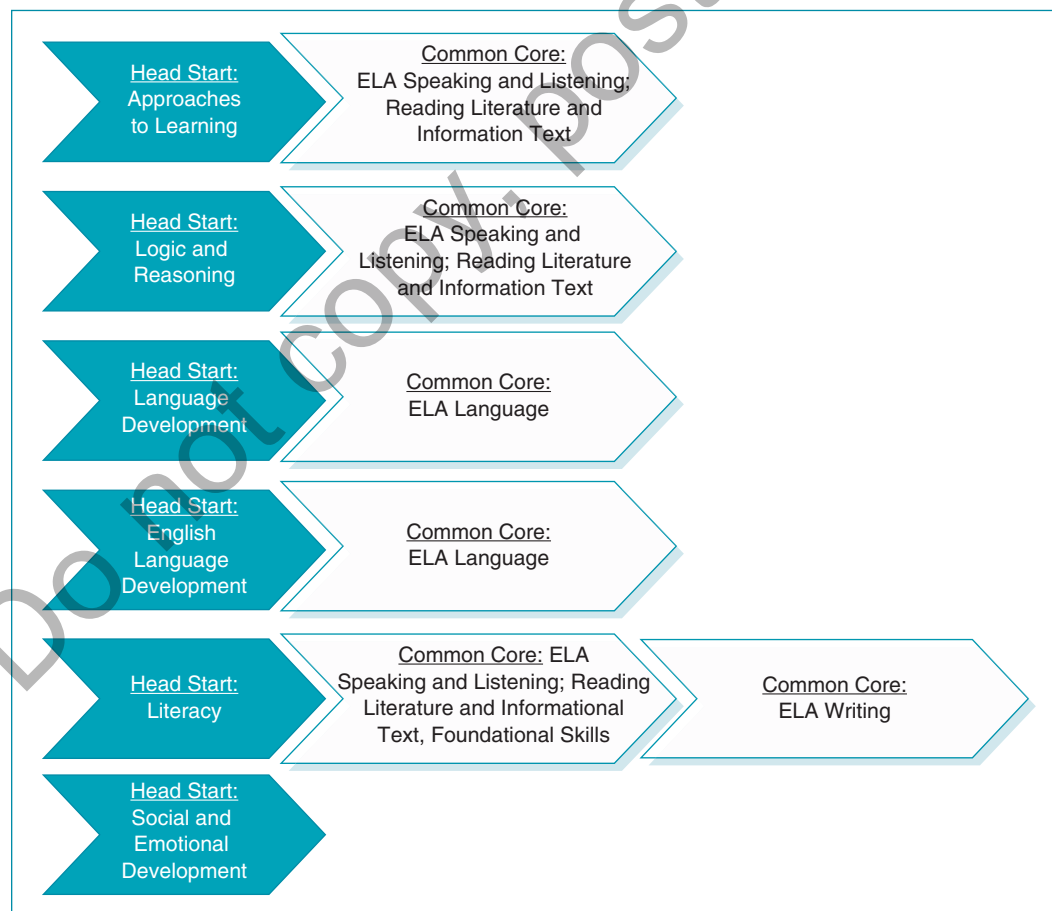 Head Start:
Approaches
to Learning
Common Core:
ELA Speaking and Listening;
Reading Literature and
Information Text
Head Start:
Logic and
Reasoning
Common Core:
ELA Speaking and
Listening; Reading Literature
and Information Text
Head Start:
Language
Development
Common Core:
ELA Language
Head Start:
English
Language
Development
Common Core:
ELA Language
Head Start:
Literacy
Common Core: ELA
Speaking and Listening; Reading
Literature and Informational
Text, Foundational Skills
Common Core:
ELA Writing
Head Start:
Social and
Emotional
Development
Do not copy, pos